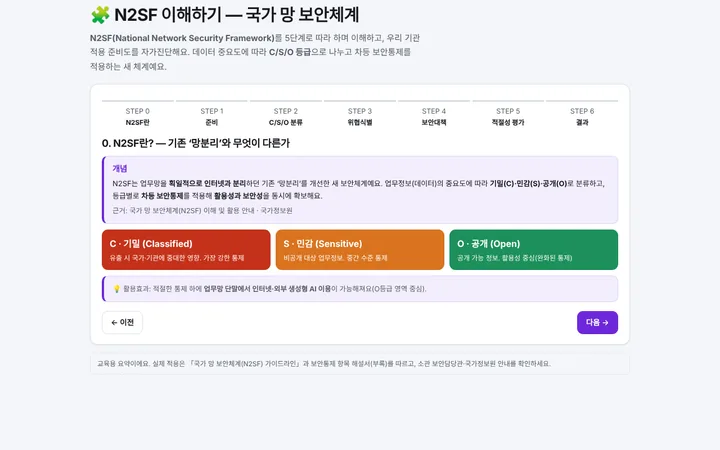 🧩 N2SF 이해하기 — 국가 망 보안체계
N2SF(National Network Security Framework)를 5단계로 따라 하며 이해하고, 우리 기관
적용 준비도를 자가진단해요. 데이터 중요도에 따라 C/S/O 등급으로 나누고 차등 보안통제를
적용하는 새 체계예요.
STEP 0 STEP 1 STEP 2 STEP 3 STEP 4 STEP 5 STEP 6
N2SF란 준비 C/S/O 분류 위협식별 보안대책 적절성 평가 결과
0. N2SF란? — 기존 ‘망분리’와 무엇이 다른가
개념
N2SF는 업무망을 획일적으로 인터넷과 분리하던 기존 ‘망분리’를 개선한 새 보안체계예요. 업무정보(데이터)의 중요도에 따라 기밀(C)·민감(S)·공개(O)로 분류하고,
등급별로 차등 보안통제를 적용해 활용성과 보안성을 동시에 확보해요.
근거: 국가 망 보안체계(N2SF) 이해 및 활용 안내 · 국가정보원
C · 기밀 (Classified)
유출 시 국가·기관에 중대한 영향. 가장 강한 통제
S · 민감 (Sensitive)
비공개 대상 업무정보. 중간 수준 통제
O · 공개 (Open)
공개 가능 정보. 활용성 중심(완화된 통제)
💡 활용효과: 적절한 통제 하에 업무망 단말에서 인터넷·외부 생성형 AI 이용이 가능해져요(O등급 영역 중심).
← 이전
다음 →
교육용 요약이에요. 실제 적용은 「국가 망 보안체계(N2SF) 가이드라인」과 보안통제 항목 해설서(부록)를 따르고, 소관 보안담당관·국가정보원 안내를 확인하세요.